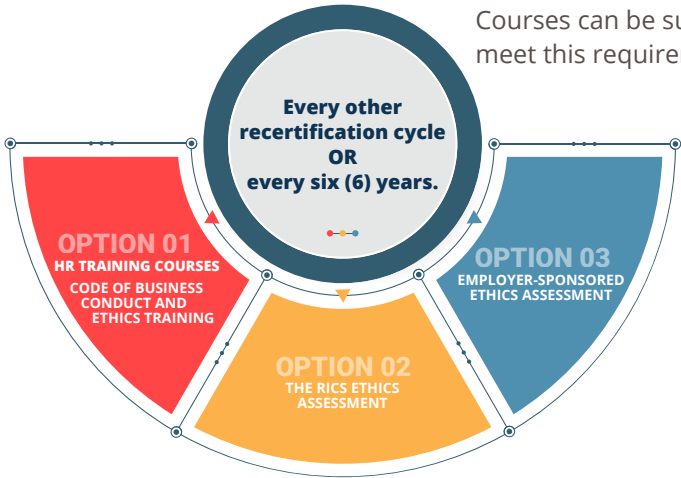 Courses can be
meet this
Every other
recertification cycle
OR
every six (6) years.
OPTION 01
HR TRAINING COURSES
CODE OF BUSINESS
CONDUCT AND
ETHICS TRAINING
OPTION 02
THE RICS ETHICS
ASSESSMENT
OPTION 03
EMPLOYER-SPONSORED
ETHICS ASSESSMENT